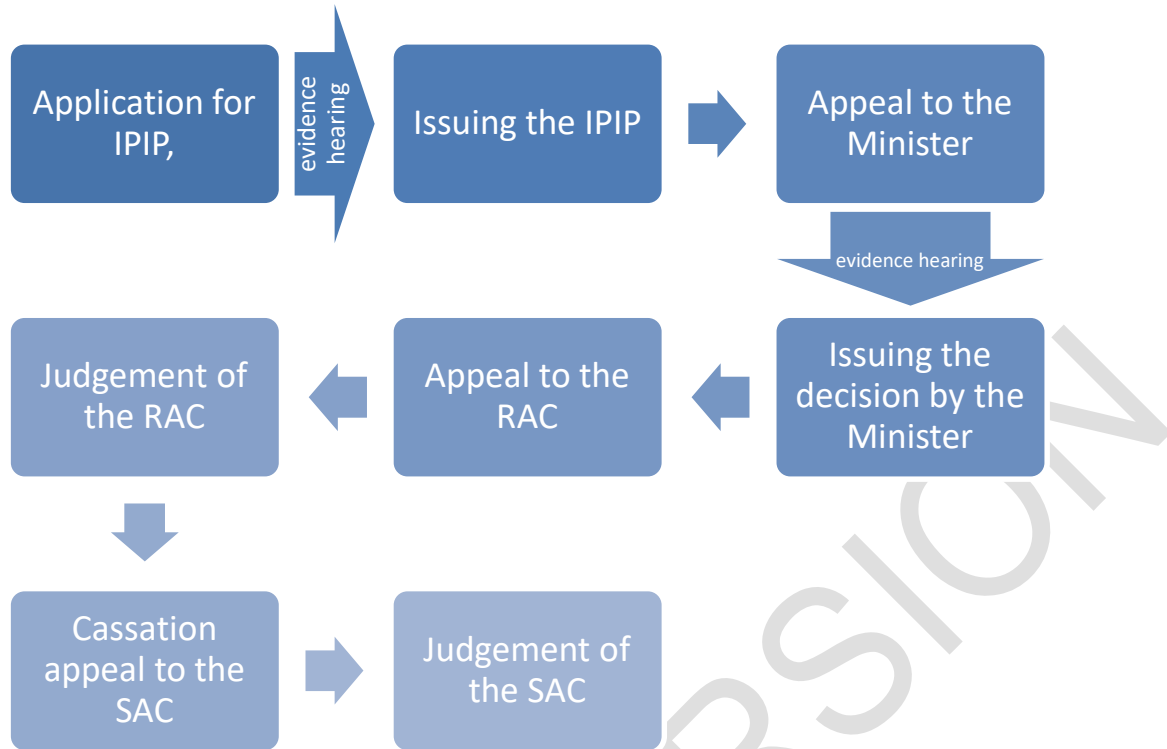 Application for
IPIP,
evidence
hearing
Issuing the IPIP
Appeal to the
Minister
evidence hearing
Issuing the
decision by the
Minister
Appeal to the
RAC
Judgement of
the RAC
Cassation
appeal to the
SAC
Judgement of
the SAC
RSION